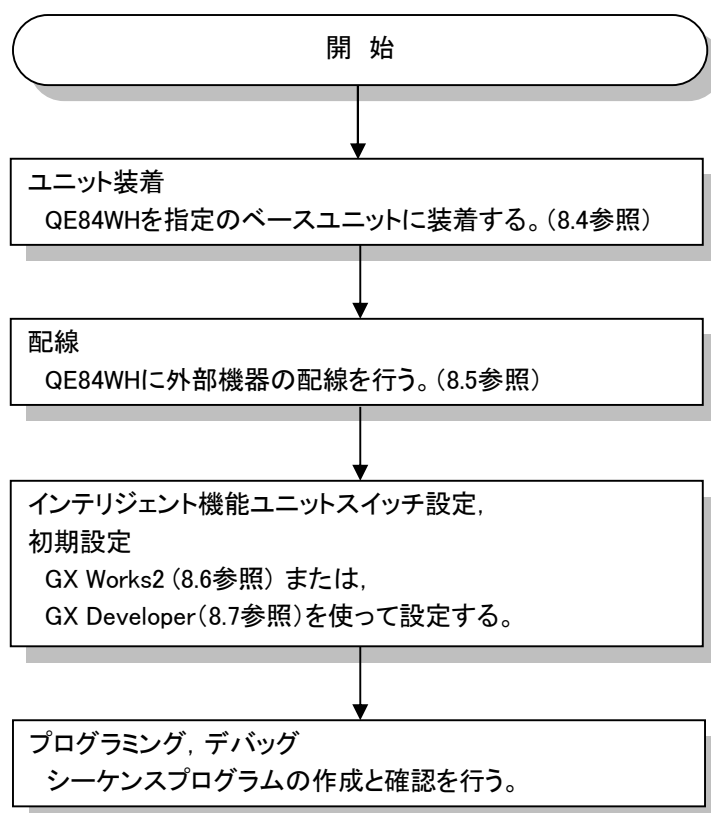 開 始
ユニット装着
QE84WHを指定のベースユニットに装着する。(8.4参照)
配線
QE84WHに外部機器の配線を行う。(8.5参照)
インテリジェント機能ユニットスイッチ設定,
初期設定
GX Works2 (8.6参照) または,
GX Developer(8.7参照)を使って設定する。
プログラミング, デバッグ
シーケンスプログラムの作成と確認を行う。